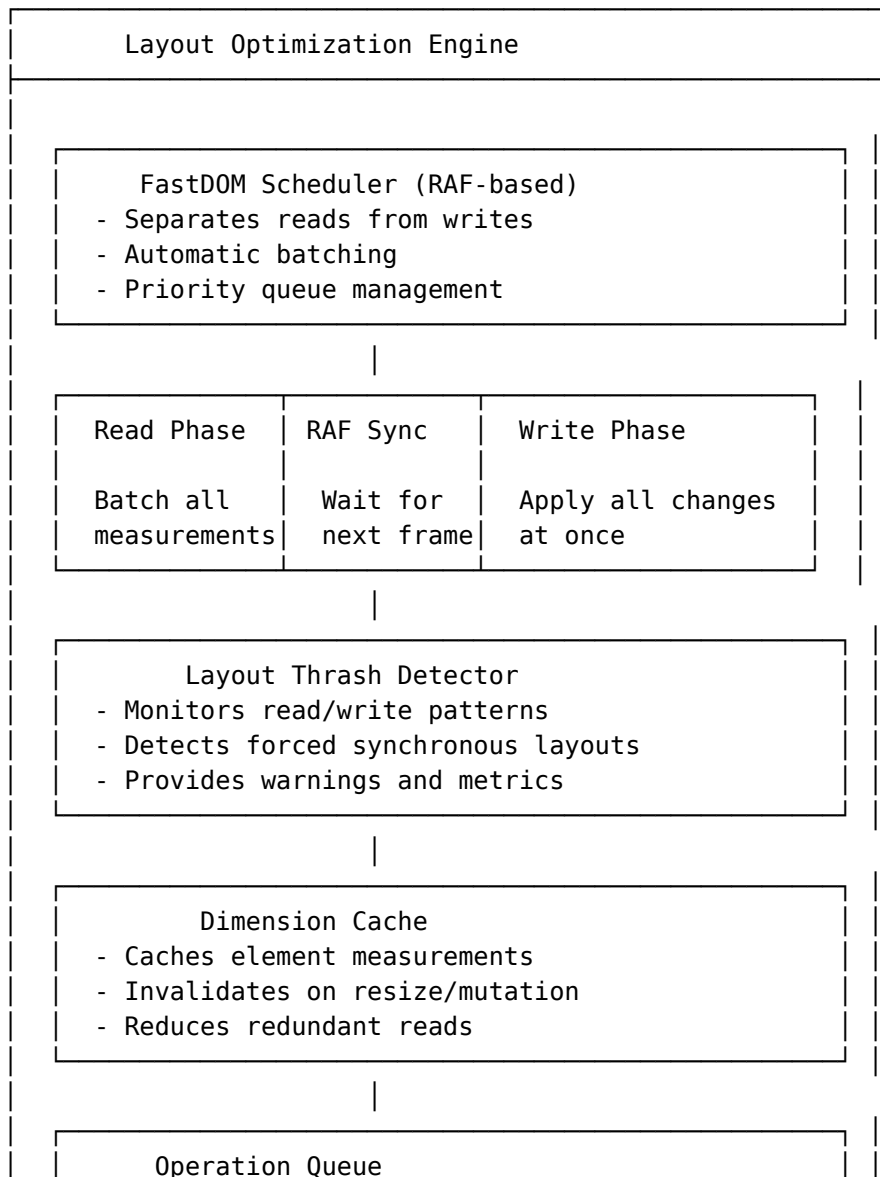 Layout Optimization Engine
FastDOM Scheduler (RAF-based)
- Separates reads from writes
- Automatic batching
- Priority queue management
Read Phase RAF Sync Write Phase
Batch all Wait for Apply all changes
measurements next frame at once
Layout Thrash Detector
- Monitors read/write patterns
- Detects forced synchronous layouts
- Provides warnings and metrics
Dimension Cache
- Caches element measurements
- Invalidates on resize/mutation
- Reduces redundant reads
Operation Queue